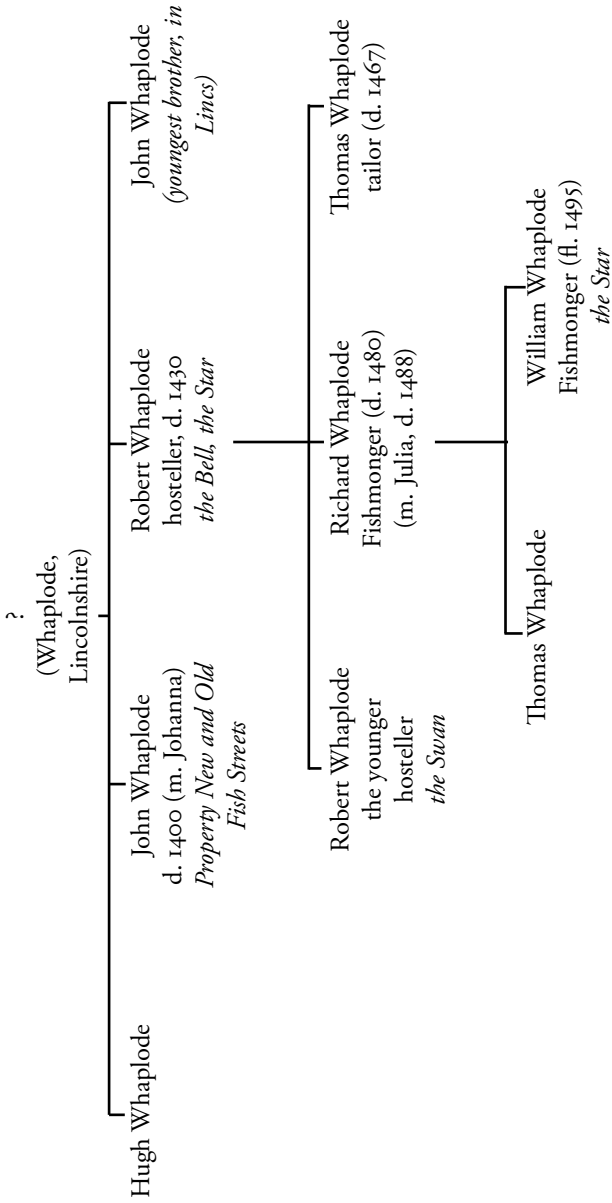 ?
(Whaplode,
Lincolnshire)
Hugh Whaplode
John Whaplode
d. 1400 (m. Johanna)
Property New and Old
Fish Streets
Robert Whaplode
hosteller, d. 1430
the Bell, the Star
John Whaplode
(youngest brother, in
Lincs)
Robert Whaplode
the younger
hosteller
the Swan
Richard Whaplode
Fishmonger (d. 1480)
(m. Julia, d. 1488)
Thomas Whaplode
tailor (d. 1467)
Thomas Whaplode
William Whaplode
Fishmonger (fl. 1495)
the Star